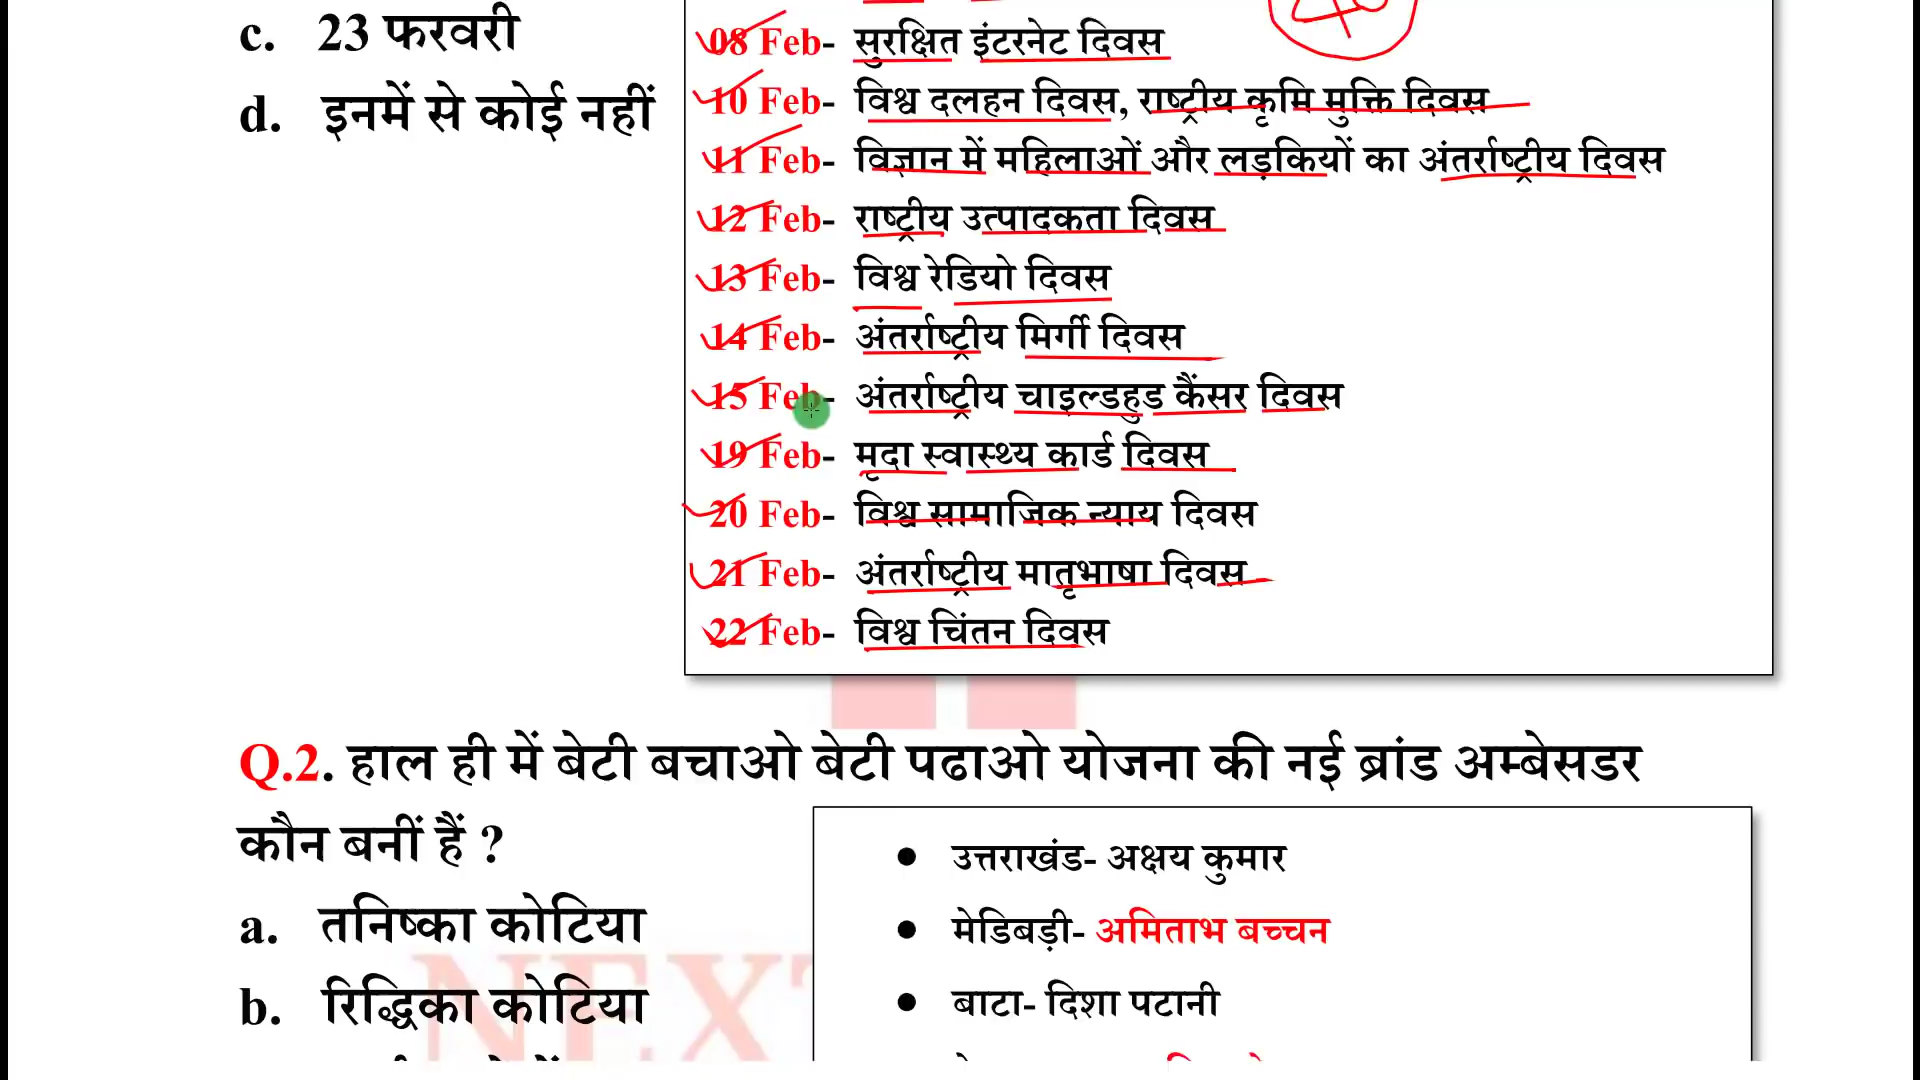 c. 23 फरवरी
d. इनमें से कोई नहीं
08 Feb- सुरक्षित इंटरनेट दिवस
10 Feb- विश्व दलहन दिवस, राष्ट्रीय कृमि मुक्ति दिवस
11 Feb- विज्ञान में महिलाओं और लड़कियों का अंतर्राष्ट्रीय दिवस
12 Feb- राष्ट्रीय उत्पादकता दिवस
13 Feb- विश्व रेडियो दिवस
14 Feb- अंतर्राष्ट्रीय मिर्गी दिवस
15 Feb- अंतर्राष्ट्रीय चाइल्डहुड कैंसर दिवस
19 Feb- मृदा स्वास्थ्य कार्ड दिवस
20 Feb- विश्व सामाजिक न्याय दिवस
21 Feb- अंतर्राष्ट्रीय मातृभाषा दिवस
22 Feb- विश्व चिंतन दिवस
Q.2. हाल ही में बेटी बचाओ बेटी पढाओ योजना की नई ब्रांड अम्बेसडर
कौन बनीं हैं ?
a. तनिष्का कोटिया
b. रिद्धिका कोटिया
• उत्तराखंड- अक्षय कुमार
• मेडिबड़ी- अमिताभ बच्चन
• बाटा- दिशा पटानी
NEXT